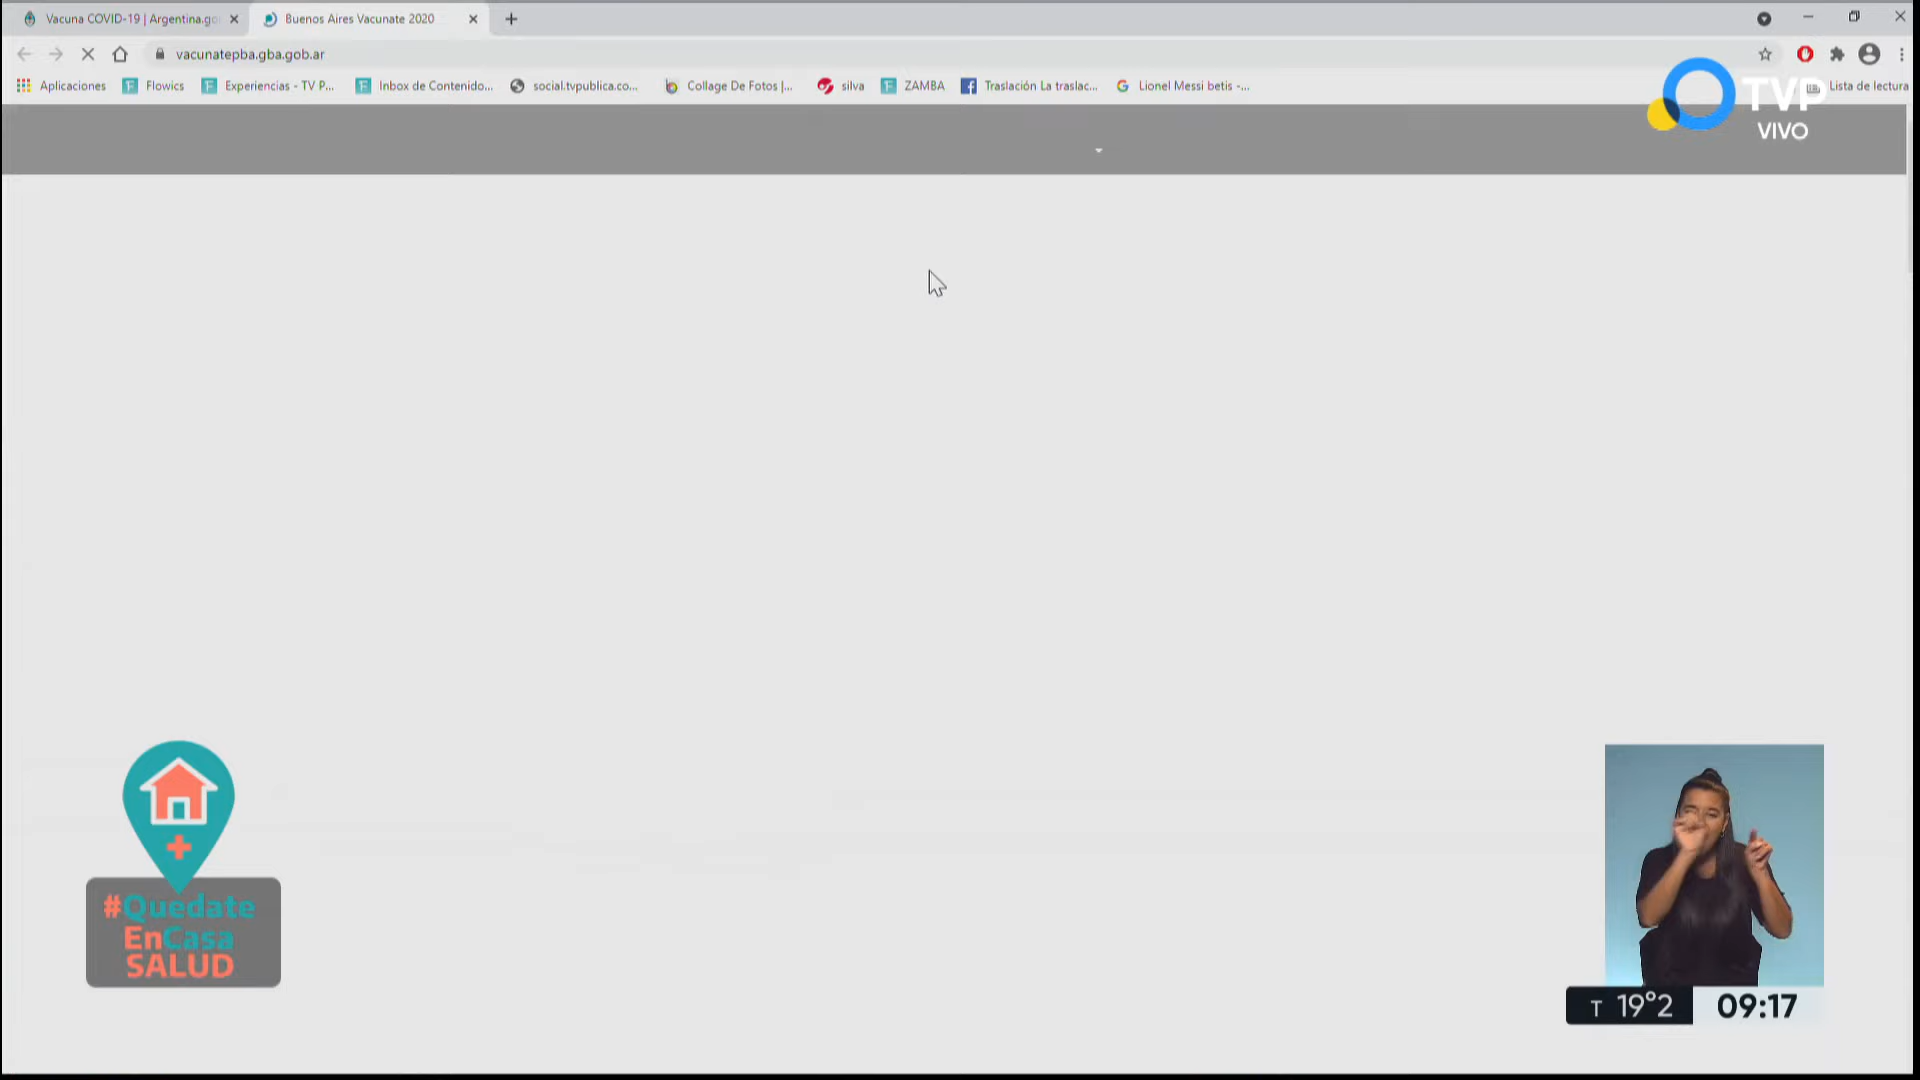 Vacuna COVID-19 | Argentina.go
Buenos Aires Vacunate 2020
vacunatepba.gba.gob.ar
Aplicaciones
Flowics
Experiencias - TV P...
Inbox de Contenido...
social.tvpublica.co...
Collage De Fotos |...
silva
ZAMBA
Traslación La traslac...
Lionel Messi betis -...
Lista de lectura
TVP
VIVO
#Quedate
EnCasa
SALUD
T 19°2
09:17